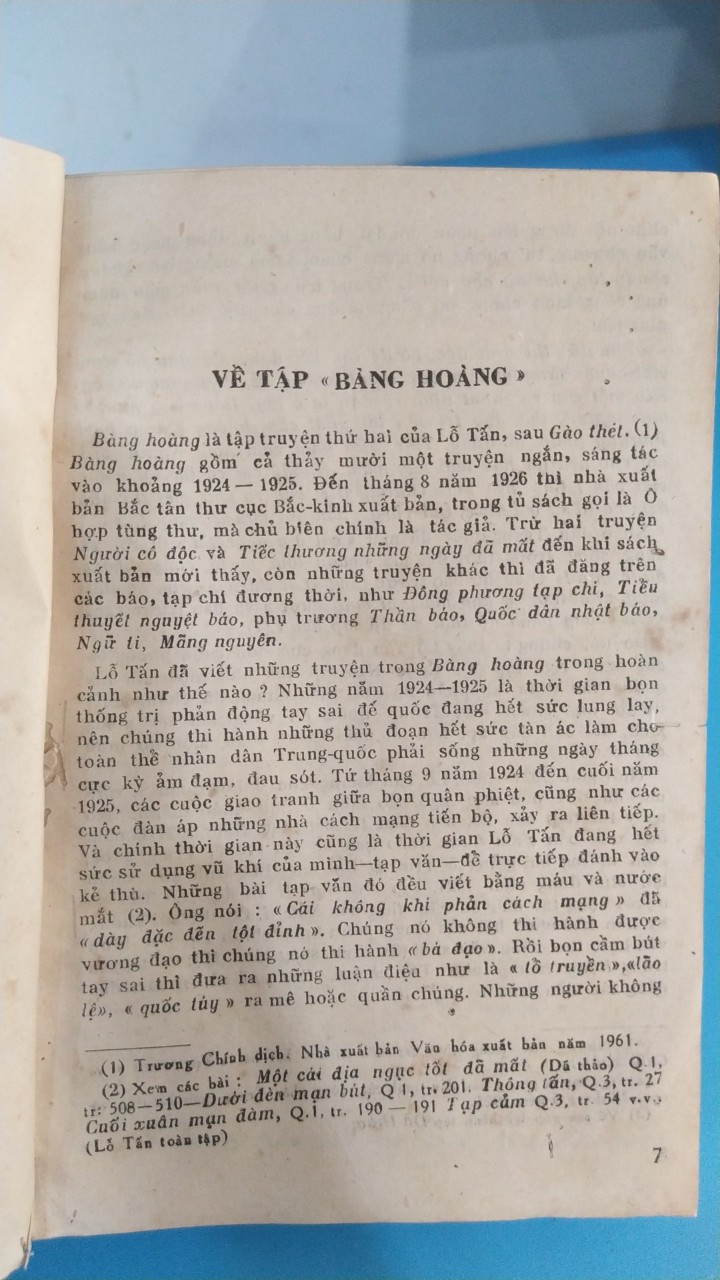 VỀ TẬP «BÀNG HOÀNG»
Bàng hoàng là tập truyện thứ hai của Lỗ Tấn, sau Gào thét. (1)
Bàng hoàng gồm cả thảy mười một truyện ngắn, sáng tác
vào khoảng 1924 — 1925. Đến tháng 8 năm 1926 thì nhà xuất
bản Bắc tân thư cục Bắc-kinh xuất bản, trong tủ sách gọi là Ô
hợp tùng thư, mà chủ biên chính là tác giả. Trừ hai truyện
Người cô độc và Tiếc thương những ngày đã mất đến khi sách
xuất bản mới thấy, còn những truyện khác thì đã đăng trên
các báo, tạp chí đương thời, như Đông phương tạp chi, Tiểu
thuyết nguyệt báo, phụ trương Thần báo, Quốc dân nhật báo,
Ngữ ti, Mãng nguyên.
Lỗ Tấn đã viết những truyện trong Bàng hoàng trong hoàn
cảnh như thế nào ? Những năm 1924—1925 là thời gian bọn
thống trị phản động tay sai đế quốc đang hết sức lung lay,
nên chúng thi hành những thủ đoạn hết sức tàn ác làm cho
toàn thể nhân dân Trung-quốc phải sống những ngày tháng
cực kỳ ảm đạm, đau sót. Tứ tháng 9 năm 1924 đến cuối năm
1925, các cuộc giao tranh giữa bọn quân phiệt, cũng như các
cuộc đàn áp những nhà cách mạng tiến bộ, xảy ra liên tiếp.
Và chinh thời gian này cũng là thời gian Lỗ Tấn đang hết
sức sử dụng vũ khí của mình—tạp văn—để trực tiếp đánh vào
kẻ thù. Những bài tạp văn đó đều viết bằng máu và nước
mắt (2). Ông nói : «Cái không khi phản cách mạng» đã
«dày đặc đến tột đỉnh». Chúng nó không thi hành được
vương đạo thì chúng nó thi hành «bá đạo». Rồi bọn cầm bút
tay sai thì đưa ra những luận điệu như là «tổ truyền»,«lão
lệ», «quốc túy» ra mê hoặc quần chúng. Những người không
(1) Trương Chính dịch. Nhà xuất bản Văn hóa xuất bản năm 1961.
(2) Xem các bài : Một cái địa ngục tốt đã mất (Dã thảo) Q.1,
tr: 508—510—Dưới đèn mạn bút, Q 1, tr. 201. Thông tấn, Q.3, tr. 27
Cuối xuân mạn đàm, Q.1, tr. 190 — 191 Tạp cảm Q.3, tr 54 v.v.
(Lỗ Tấn toàn tập)
7